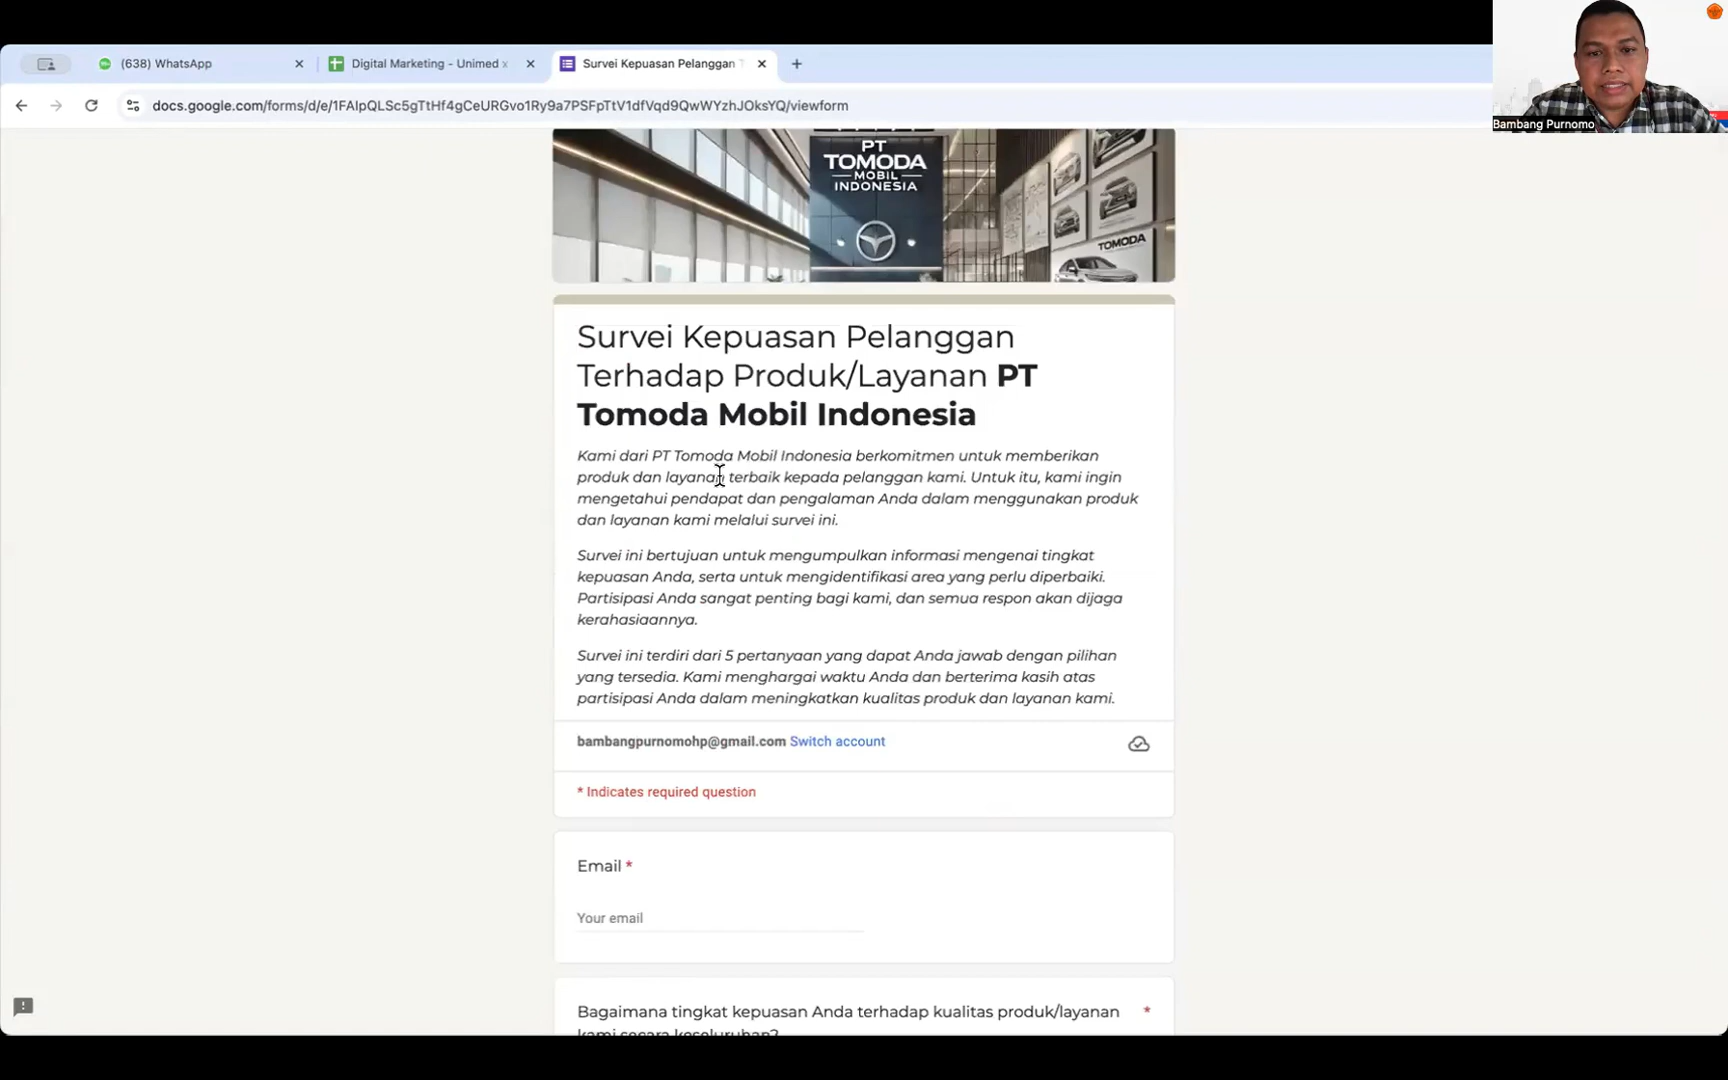 (638) WhatsApp
Digital Marketing - Unimed x
Survei Kepuasan Pelanggan T
docs.google.com/forms/d/e/1FAIpQLSc5gTtHf4gCeURGvo1Ry9a7PSFpTtV1dfVqd9QwWYzhJOksYQ/viewform
Bambang Purnomo
PT
TOMODA
MOBIL
INDONESIA
TOMODA
Survei Kepuasan Pelanggan
Terhadap Produk/Layanan PT
Tomoda Mobil Indonesia
Kami dari PT Tomoda Mobil Indonesia berkomitmen untuk memberikan
produk dan layanan terbaik kepada pelanggan kami. Untuk itu, kami ingin
mengetahui pendapat dan pengalaman Anda dalam menggunakan produk
dan layanan kami melalui survei ini.
Survei ini bertujuan untuk mengumpulkan informasi mengenai tingkat
kepuasan Anda, serta untuk mengidentifikasi area yang perlu diperbaiki.
Partisipasi Anda sangat penting bagi kami, dan semua respon akan dijaga
kerahasiaannya.
Survei ini terdiri dari 5 pertanyaan yang dapat Anda jawab dengan pilihan
yang tersedia. Kami menghargai waktu Anda dan berterima kasih atas
partisipasi Anda dalam meningkatkan kualitas produk dan layanan kami.
bambangpurnomohp@gmail.com Switch account
* Indicates required question
Email *
Your email
Bagaimana tingkat kepuasan Anda terhadap kualitas produk/layanan *
kami secara keseluruhan?